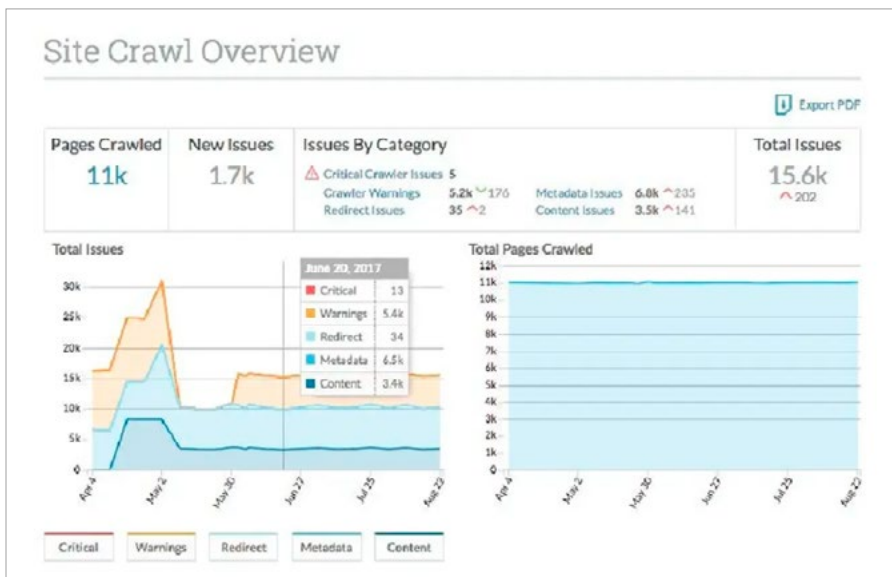 Site Crawl Overview
Export PDF
Pages Crawled
11k
New Issues
1.7k
Issues By Category
Critical Crawler Issues 5
Crawler Warnings 5.2k 176
Metadata Issues 6.8k 235
Redirect Issues 35 2
Content Issues 3.5k 141
Total Issues
15.6k
202
Total Issues
30k
25k
20k
15k
10k
5k
0
Apr 4
May 2
May 30
Jun 27
Jul 25
Aug 22
June 20, 2017
Critical 13
Warnings 5.4k
Redirect 34
Metadata 6.5k
Content 3.4k
Total Pages Crawled
12k
11k
10k
9k
8k
7k
6k
5k
4k
3k
2k
1k
0
Apr 4
May 2
May 30
Jun 27
Jul 25
Aug 22
Critical
Warnings
Redirect
Metadata
Content